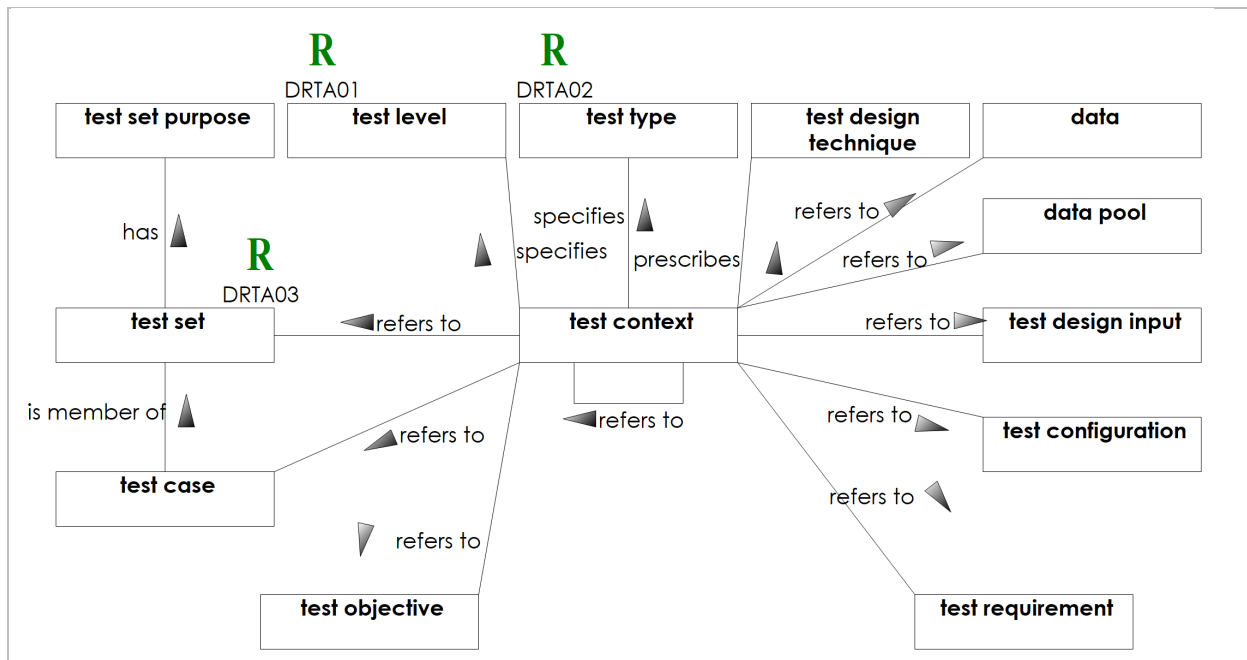 R
R
DRTA01
DRTA02
test set purpose
test level
test type
test design
technique
data
refers to
data pool
specifies
has
specifies
prescribes
refers to
R
DRTA03
test set
refers to
test context
refers to
test design input
is member of
refers to
refers to
refers to
test configuration
test case
refers to
refers to
test objective
test requirement